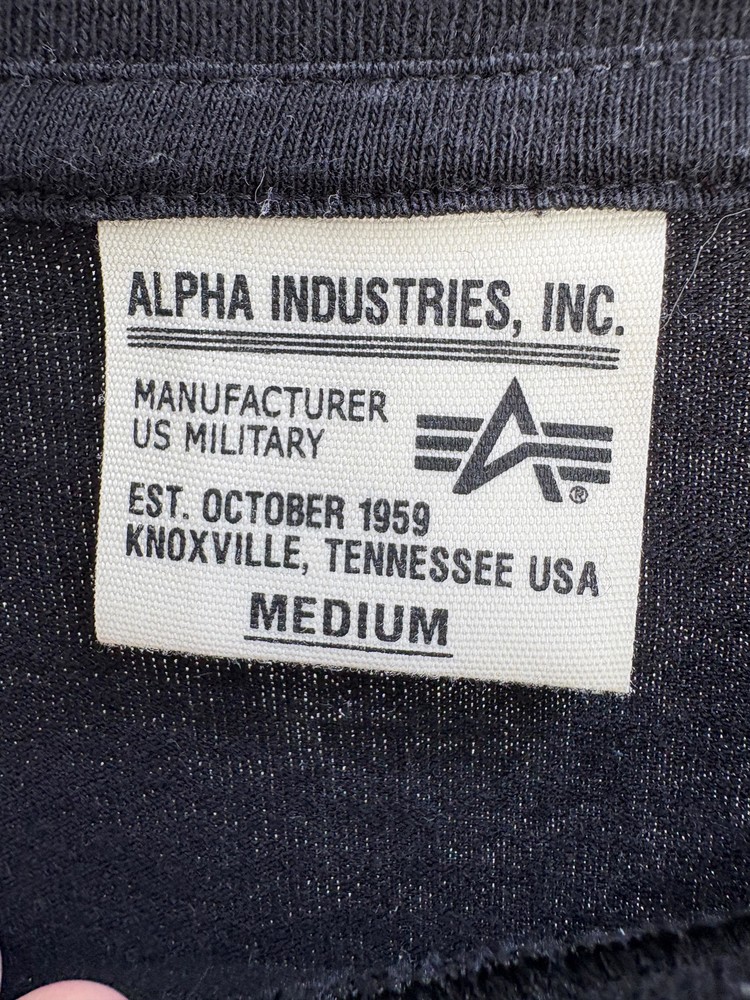 ALPHA INDUSTRIES, INC.
MANUFACTURER
US MILITARY
®
EST. OCTOBER 1959
KNOXVILLE, TENNESSEE USA
MEDIUM